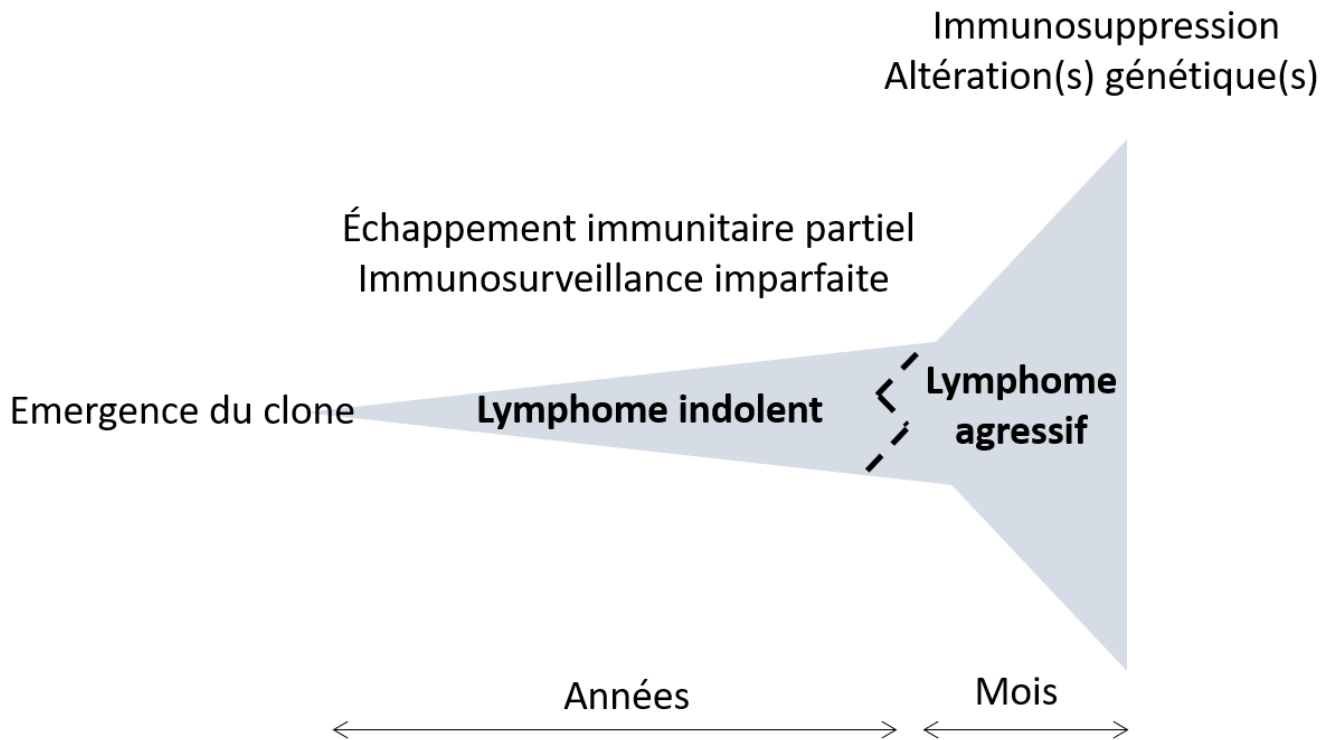 Immunosuppression
Altération(s) génétique(s)
Échappement immunitaire partiel
Immunosurveillance imparfaite
Emergence du clone
Lymphome indolent
Lymphome
agressif
Années
Mois